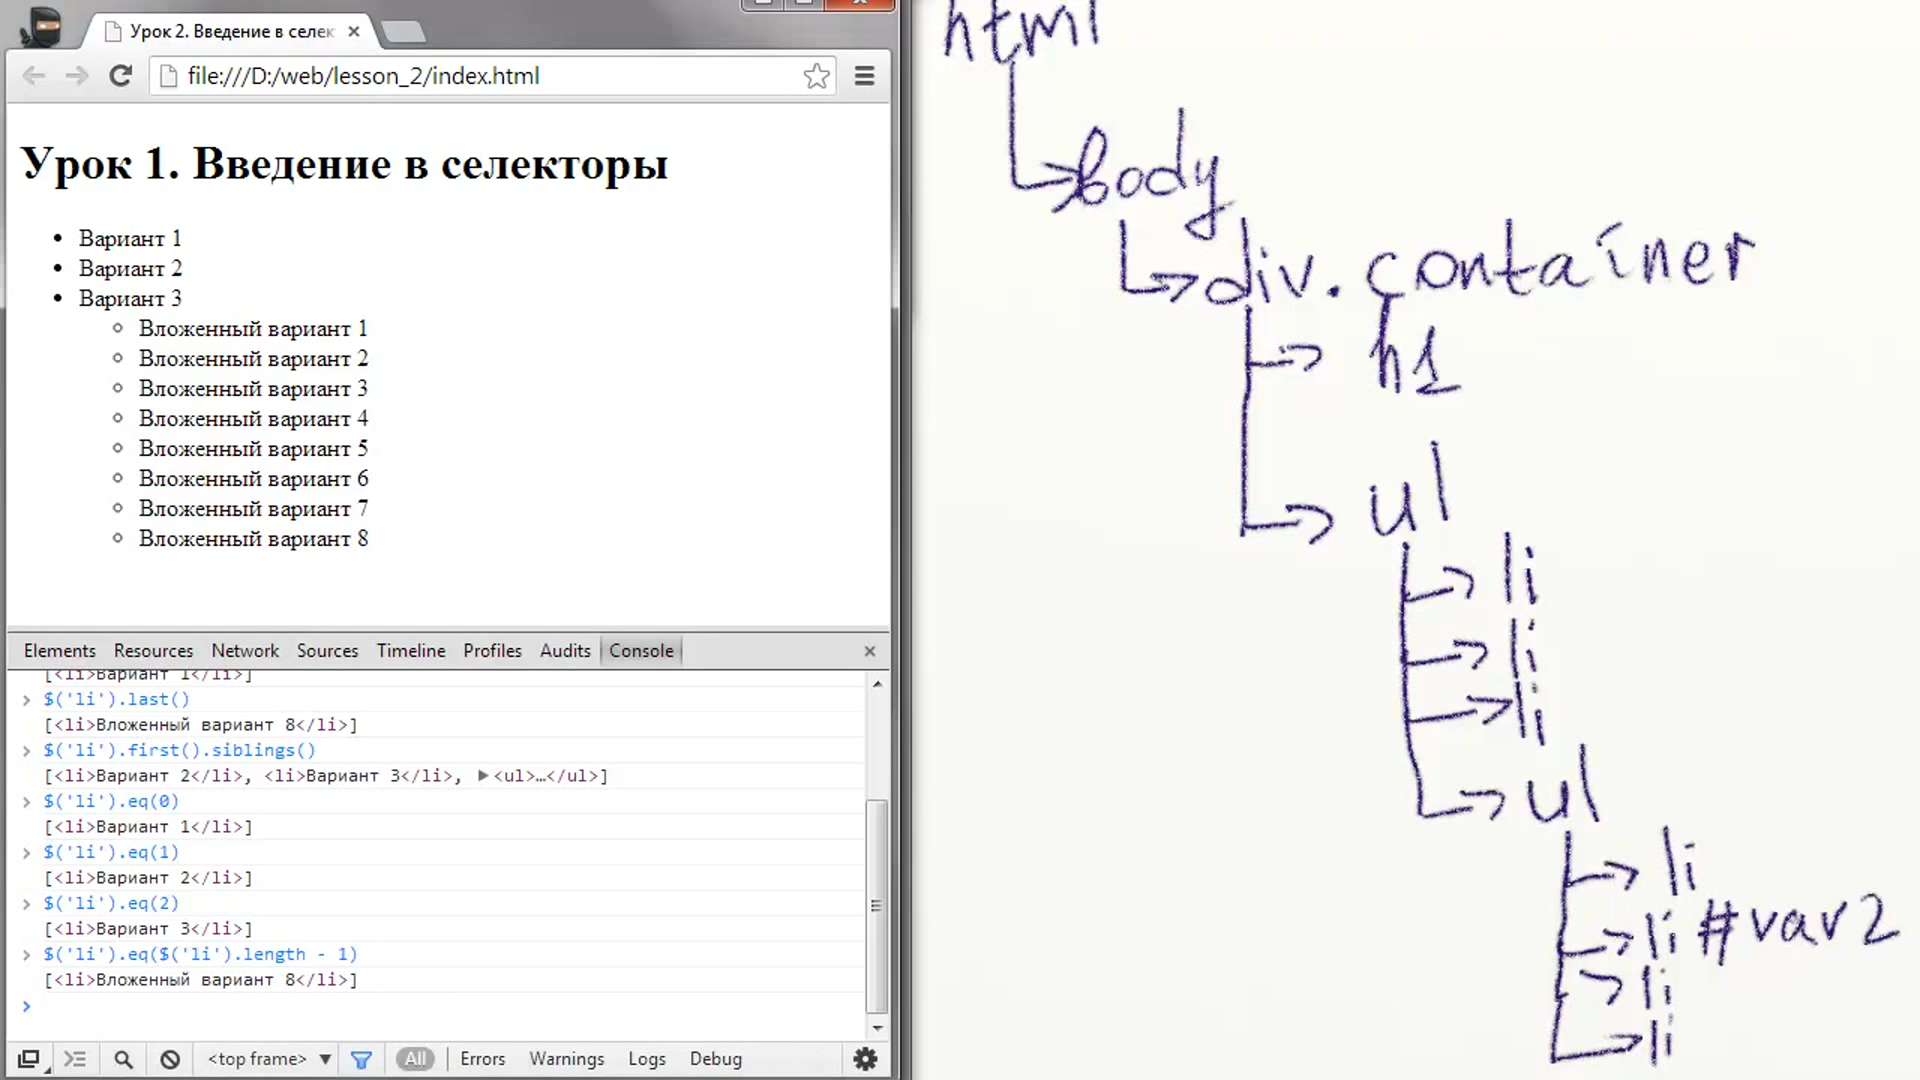 Урок 2. Введение в селек
file:///D:/web/lesson_2/index.html
Урок 1. Введение в селекторы
Вариант 1
Вариант 2
Вариант 3
Вложенный вариант 1
Вложенный вариант 2
Вложенный вариант 3
Вложенный вариант 4
Вложенный вариант 5
Вложенный вариант 6
Вложенный вариант 7
Вложенный вариант 8
Elements Resources Network Sources Timeline Profiles Audits Console
[<li>Вариант 1</li>]
$('li').last()
[<li>Вложенный вариант 8</li>]
$('li').first().siblings()
[<li>Вариант 2</li>, <li>Вариант 3</li>, ▶<ul>…</ul>]
$('li').eq(0)
[<li>Вариант 1</li>]
$('li').eq(1)
[<li>Вариант 2</li>]
$('li').eq(2)
[<li>Вариант 3</li>]
$('li').eq($('li').length - 1)
[<li>Вложенный вариант 8</li>]
<top frame> All Errors Warnings Logs Debug
html
body
div.container
h1
ul
li
li
li
ul
li
li #var2
li
li